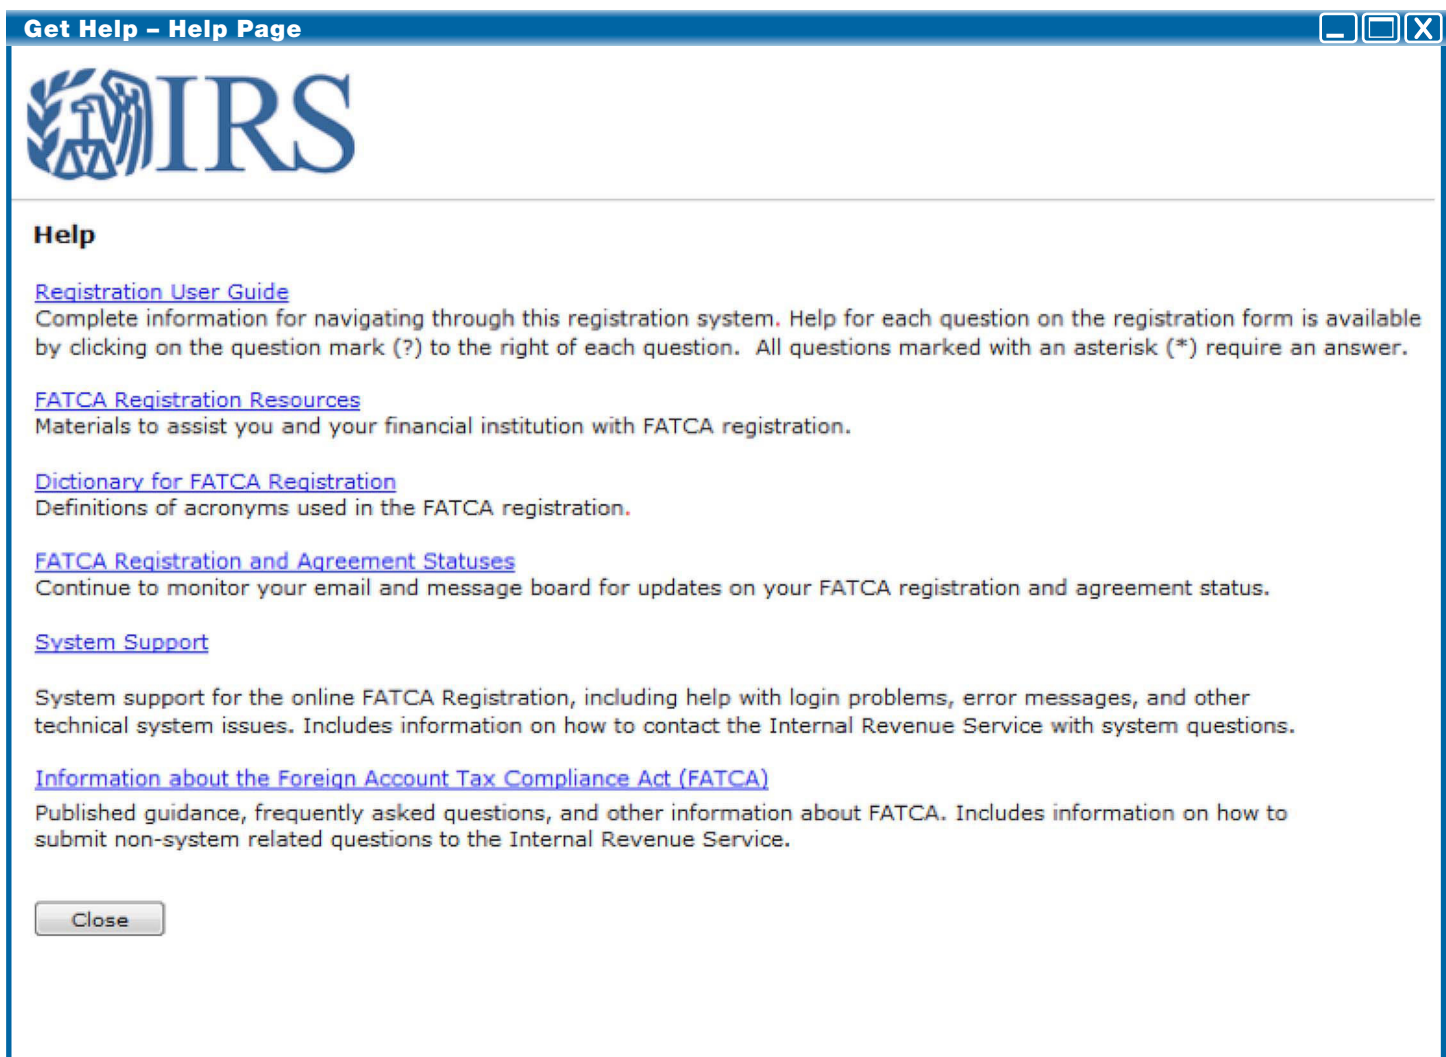 Get Help – Help Page
IRS
Help
Registration User Guide
Complete information for navigating through this registration system. Help for each question on the registration form is available
by clicking on the question mark (?) to the right of each question.  All questions marked with an asterisk (*) require an answer.
FATCA Registration Resources
Materials to assist you and your financial institution with FATCA registration.
Dictionary for FATCA Registration
Definitions of acronyms used in the FATCA registration.
FATCA Registration and Agreement Statuses
Continue to monitor your email and message board for updates on your FATCA registration and agreement status.
System Support
System support for the online FATCA Registration, including help with login problems, error messages, and other
technical system issues. Includes information on how to contact the Internal Revenue Service with system questions.
Information about the Foreign Account Tax Compliance Act (FATCA)
Published guidance, frequently asked questions, and other information about FATCA. Includes information on how to
submit non-system related questions to the Internal Revenue Service.
Close